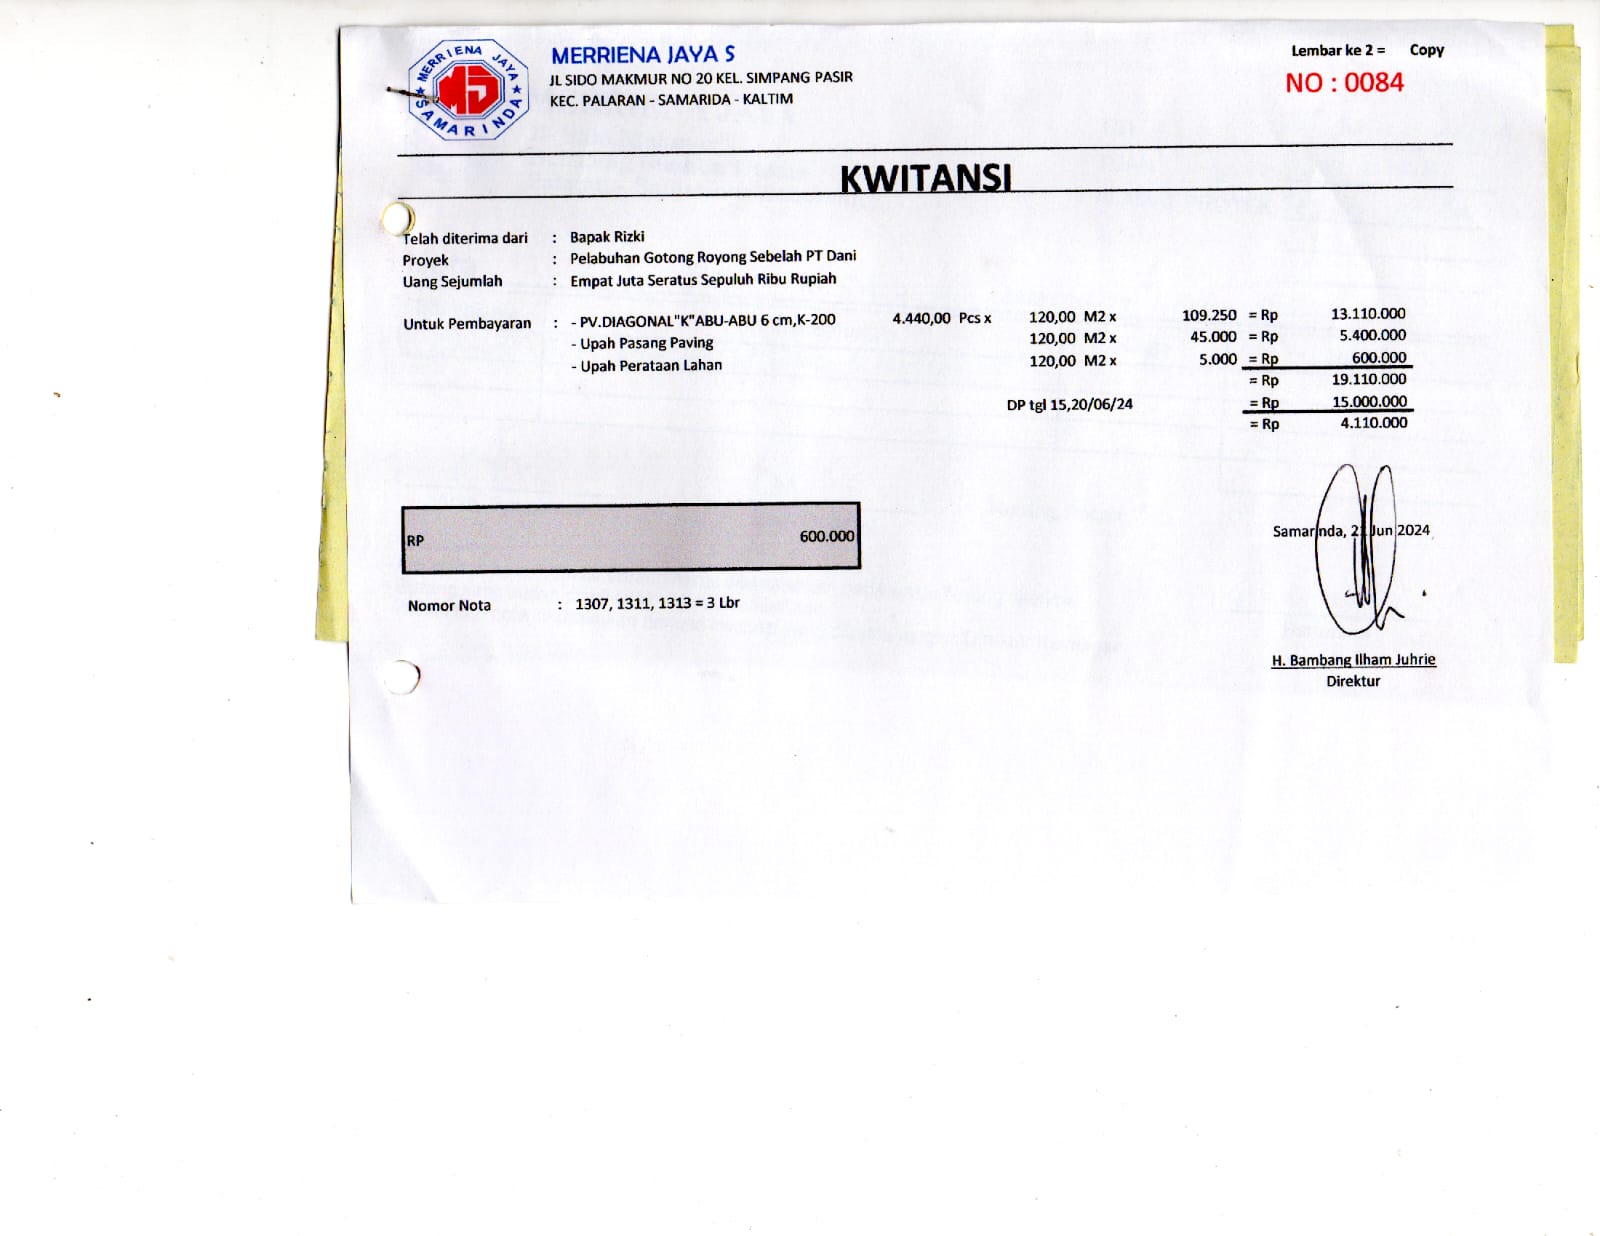 MERRIENA JAYA
SAMARINDA
MERRIENA JAYA S
JL SIDO MAKMUR NO 20 KEL. SIMPANG PASIR
KEC. PALARAN - SAMARIDA - KALTIM
Lembar ke 2 = Copy
NO : 0084
KWITANSI
Telah diterima dari : Bapak Rizki
Proyek : Pelabuhan Gotong Royong Sebelah PT Dani
Uang Sejumlah : Empat Juta Seratus Sepuluh Ribu Rupiah
Untuk Pembayaran : - PV.DIAGONAL"K"ABU-ABU 6 cm,K-200 4.440,00 Pcs x 120,00 M2 x 109.250 = Rp 13.110.000
- Upah Pasang Paving 120,00 M2 x 45.000 = Rp 5.400.000
- Upah Perataan Lahan 120,00 M2 x 5.000 = Rp 600.000
= Rp 19.110.000
DP tgl 15,20/06/24 = Rp 15.000.000
= Rp 4.110.000
RP 600.000
Samarinda, Jun 2024
Nomor Nota : 1307, 1311, 1313 = 3 Lbr
H. Bambang Ilham Juhrie
Direktur